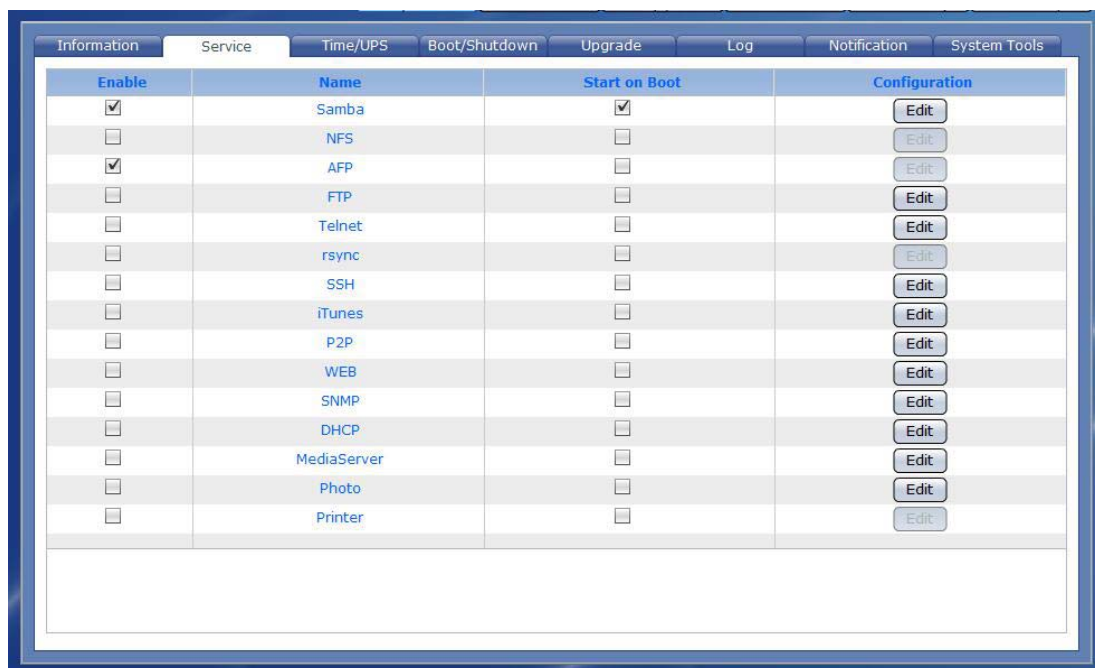 Information Service Time/UPS Boot/Shutdown Upgrade Log Notification System Tools
Enable Name Start on Boot Configuration
Samba Edit
NFS Edit
AFP Edit
FTP Edit
Telnet Edit
rsync Edit
SSH Edit
iTunes Edit
P2P Edit
WEB Edit
SNMP Edit
DHCP Edit
MediaServer Edit
Photo Edit
Printer Edit